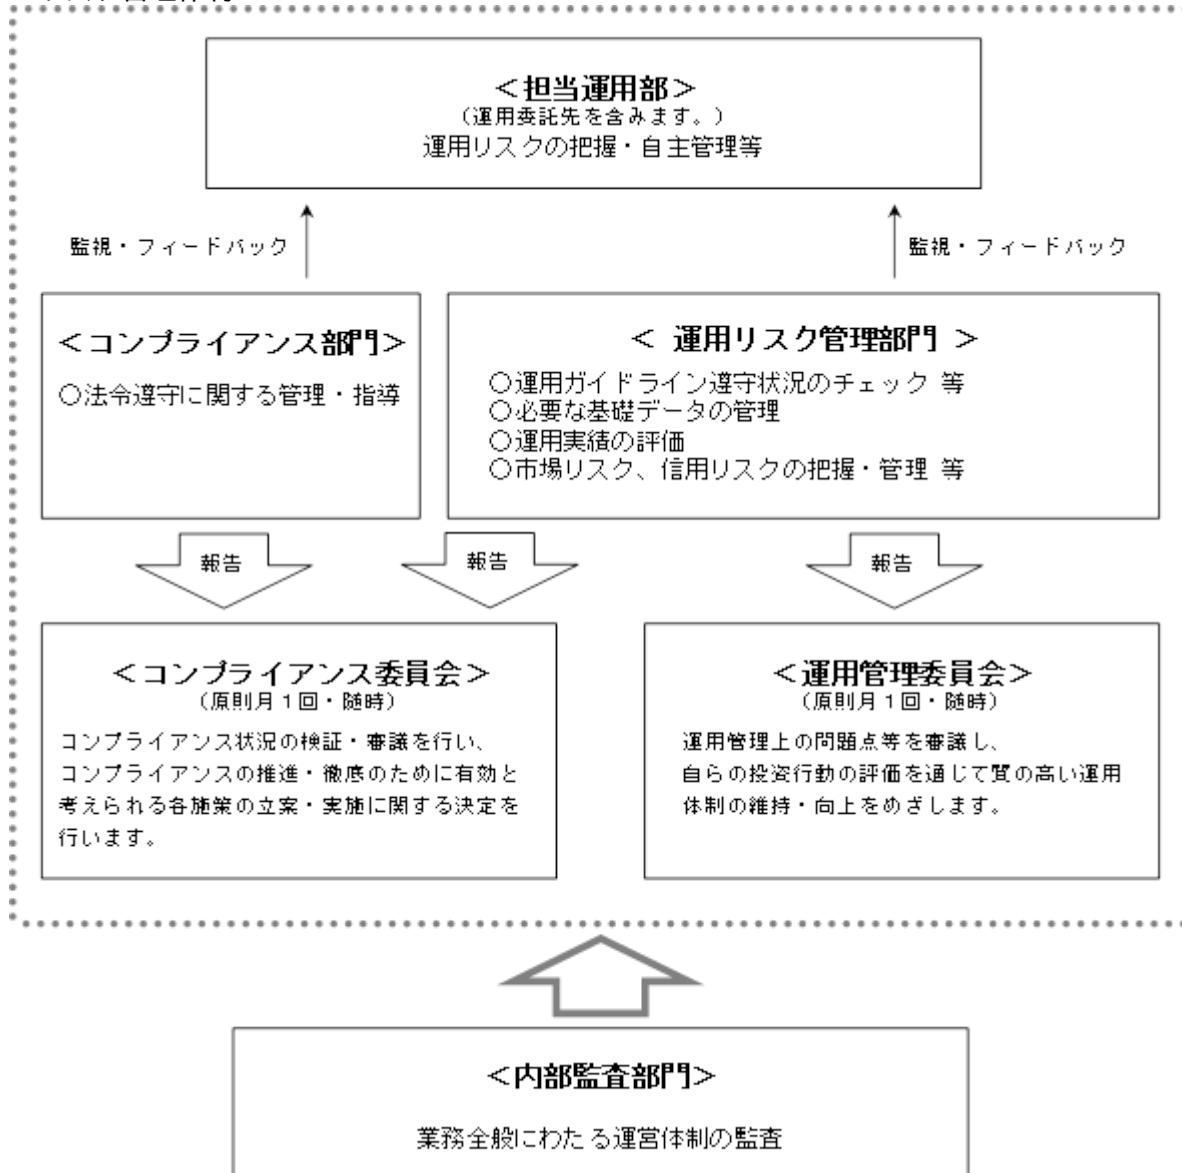 ＜担当運用部＞
（運用委託先を含みます。）
運用リスクの把握・自主管理等
監視・フィードバック
監視・フィードバック
＜コンプライアンス部門＞
○法令遵守に関する管理・指導
＜ 運用リスク管理部門 ＞
○運用ガイドライン遵守状況のチェック 等
○必要な基礎データの管理
○運用実績の評価
○市場リスク、信用リスクの把握・管理 等
報告
報告
報告
＜コンプライアンス委員会＞
（原則月１回・随時）
コンプライアンス状況の検証・審議を行い、
コンプライアンスの推進・徹底のために有効と
考えられる各施策の立案・実施に関する決定を
行います。
＜運用管理委員会＞
（原則月１回・随時）
運用管理上の問題点等を審議し、
自らの投資行動の評価を通じて質の高い運用
体制の維持・向上をめざします。
＜内部監査部門＞
業務全般にわたる運営体制の監査